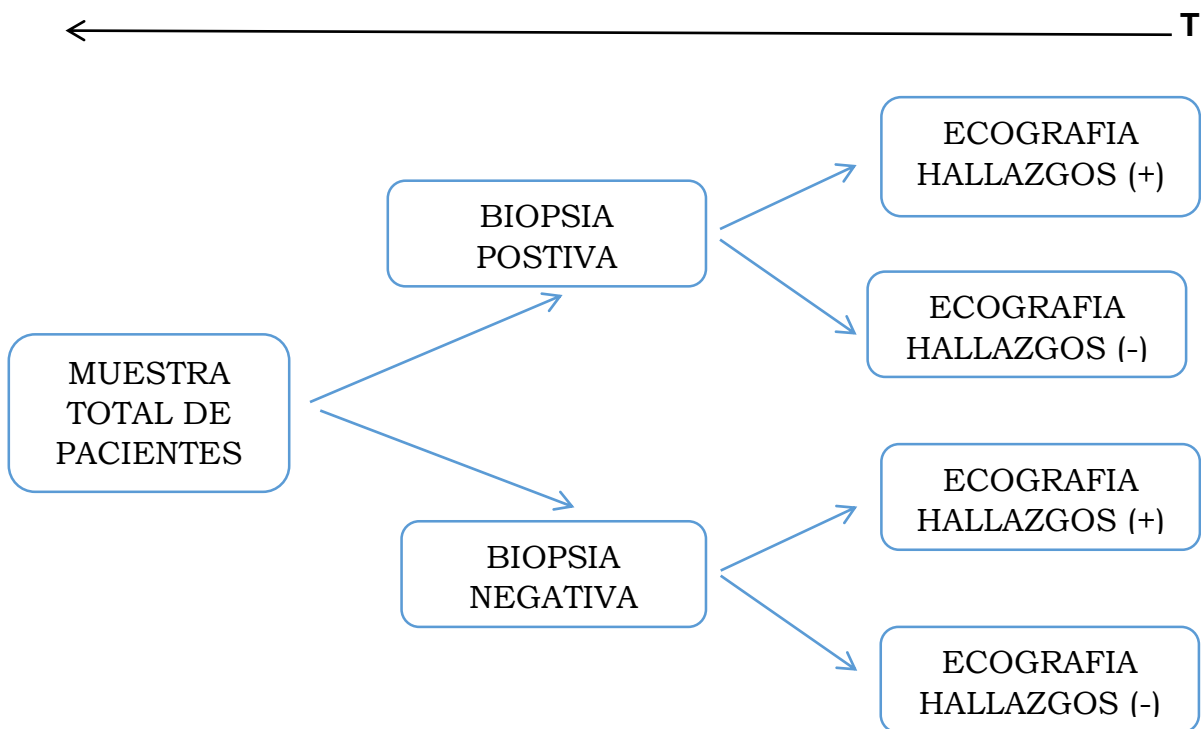 T
ECOGRAFIA
HALLAZGOS (+)
BIOPSIA
POSTIVA
ECOGRAFIA
HALLAZGOS (-)
MUESTRA
TOTAL DE
PACIENTES
ECOGRAFIA
HALLAZGOS (+)
BIOPSIA
NEGATIVA
ECOGRAFIA
HALLAZGOS (-)